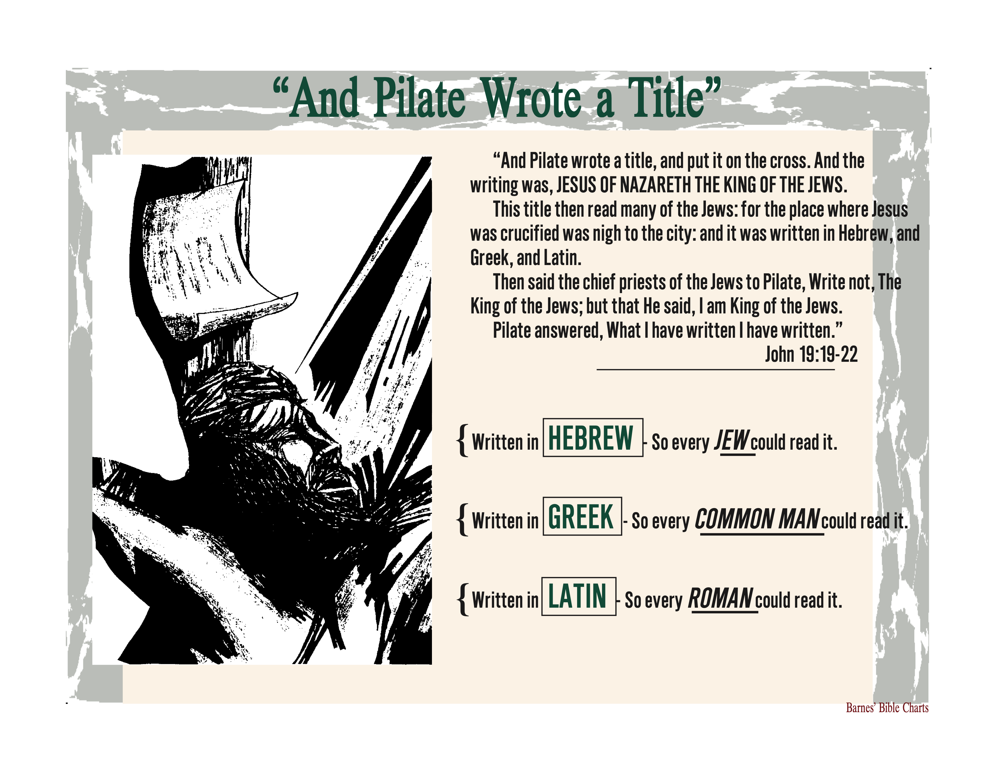 “And Pilate Wrote a Title”
“And Pilate wrote a title, and put it on the cross. And the
writing was, JESUS OF NAZARETH THE KING OF THE JEWS.
This title then read many of the Jews: for the place where Jesus
was crucified was nigh to the city: and it was written in Hebrew, and
Greek, and Latin.
Then said the chief priests of the Jews to Pilate, Write not, The
King of the Jews; but that He said, I am King of the Jews.
Pilate answered, What I have written I have written.”
John 19:19-22
{ Written in HEBREW - So every JEW could read it.
{ Written in GREEK - So every COMMON MAN could read it.
{ Written in LATIN - So every ROMAN could read it.
Barnes’ Bible Charts